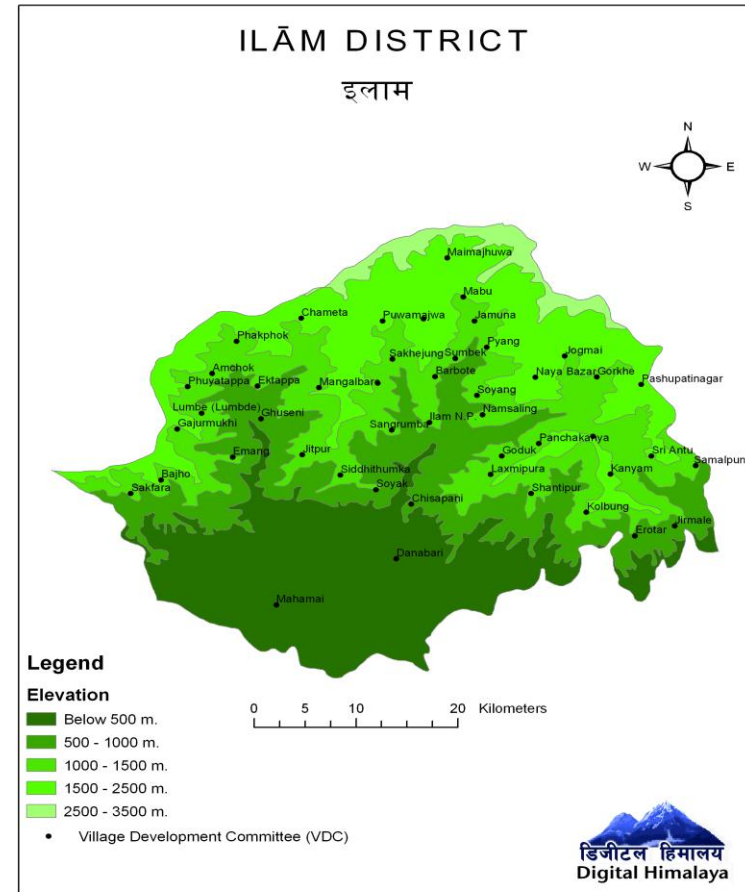 ILĀM DISTRICT
इलाम
N
W
E
S
Maimajhuwa
Mabu
Chameta
Puwamajwa
Jamuna
Phakphok
Pyang
Sakhejung
Sumbek
Jogmai
Amchok
Barbote
Naya Bazar
Gorkhe
Phuyatappa
Ektappa
Mangalbare
Pashupatinagar
Soyang
Lumbe (Lumbde)
Ghuseni
Ilam N.P.
Namsaling
Gajurmukhi
Sangrumba
Panchakanya
Emang
Jitpur
Goduk
Sri Antu
Samalpung
Bajho
Siddhithumka
Laxmipura
Kanyam
Sakfara
Soyak
Shantipur
Chisapani
Kolbung
Jirmale
Erotar
Danabari
Mahamai
Legend
Elevation
Below 500 m.
500 - 1000 m.
1000 - 1500 m.
1500 - 2500 m.
2500 - 3500 m.
Village Development Committee (VDC)
0 5 10 20 Kilometers
डिजीटल हिमालय
Digital Himalaya